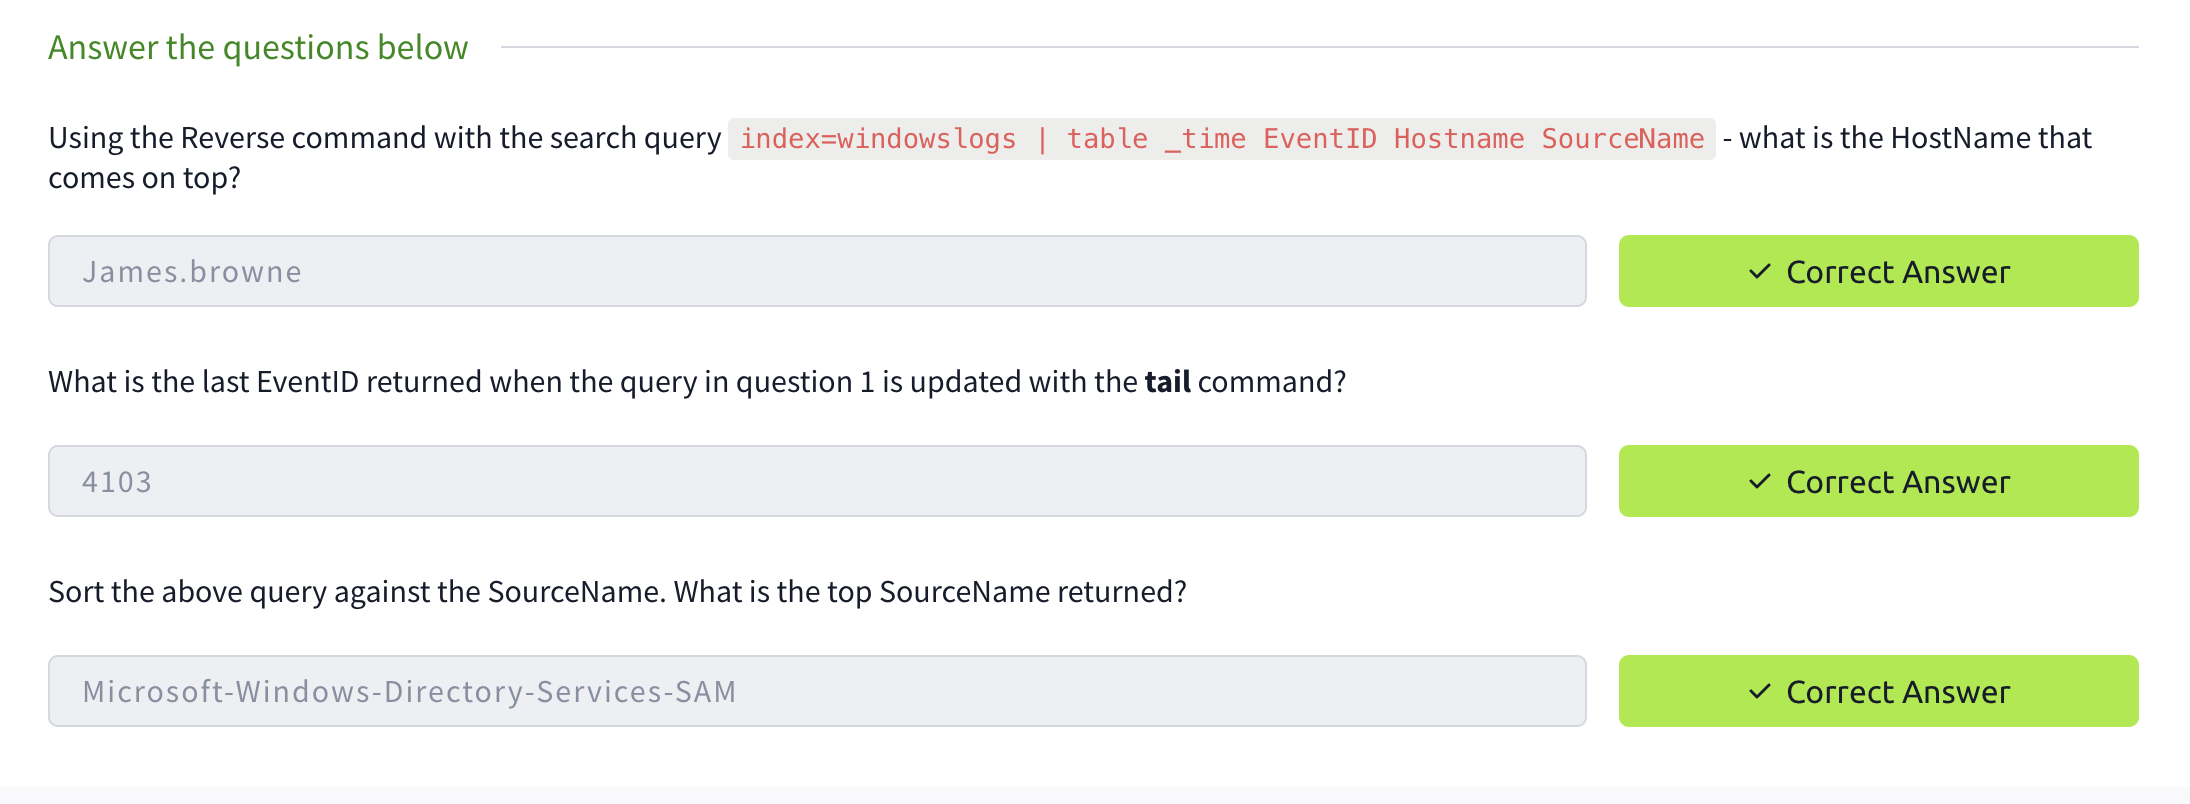 Answer the questions below
Using the Reverse command with the search query index=windowslogs | table _time EventID Hostname SourceName - what is the HostName that
comes on top?
James.browne
✓ Correct Answer
What is the last EventID returned when the query in question 1 is updated with the tail command?
4103
✓ Correct Answer
Sort the above query against the SourceName. What is the top SourceName returned?
Microsoft-Windows-Directory-Services-SAM
✓ Correct Answer